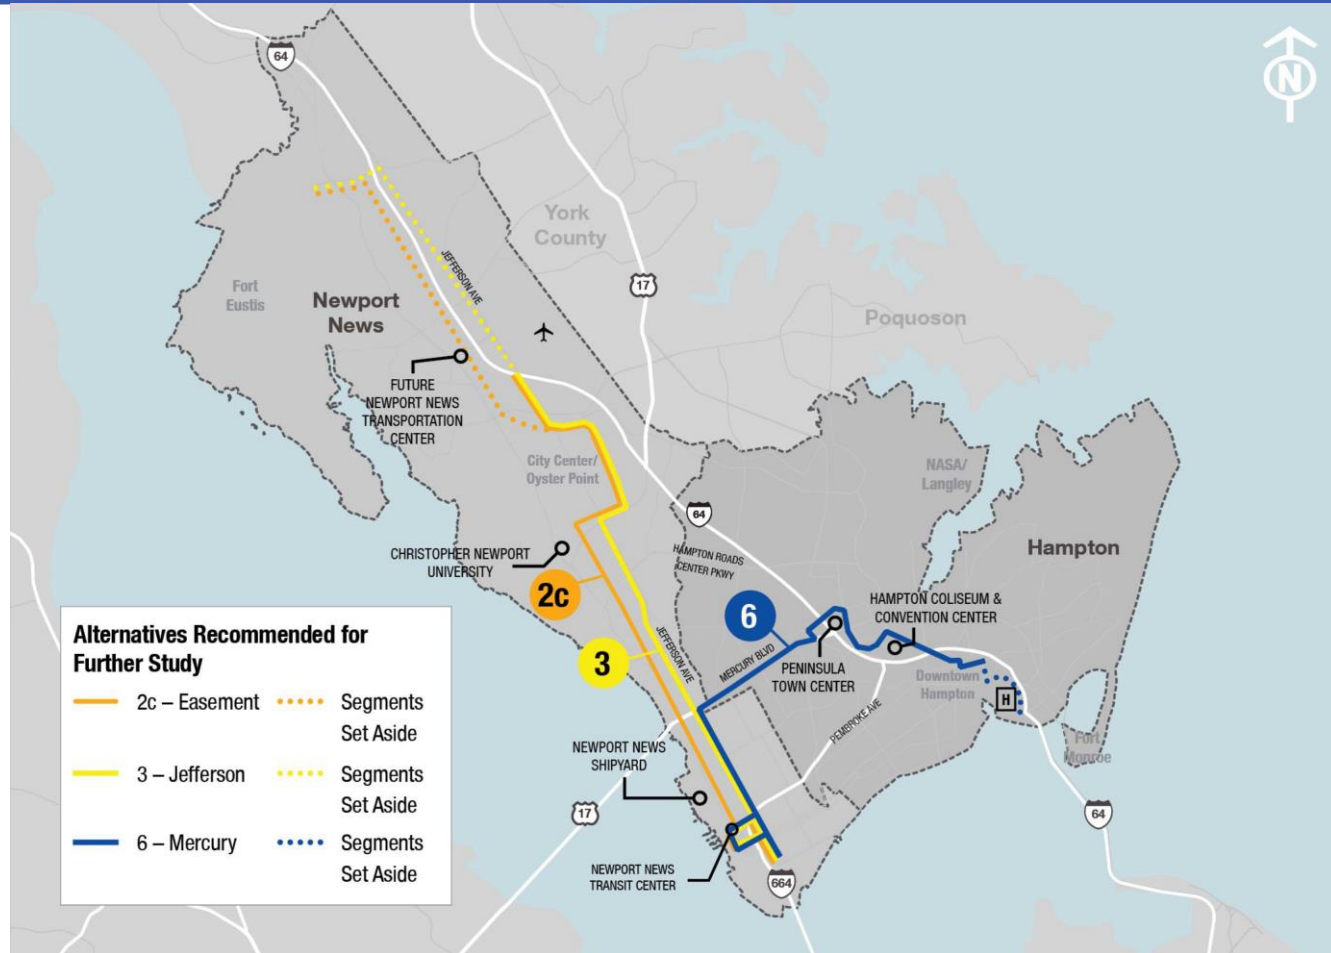 64
N
York
County
17
JEFFERSON AVE
Fort
Eustis
Newport
News
Poquoson
FUTURE
NEWPORT NEWS
TRANSPORTATION
CENTER
City Center/
Oyster Point
NASA/
Langley
64
Hampton
CHRISTOPHER NEWPORT
UNIVERSITY
HAMPTON ROADS
CENTER PKWY
2c
6
HAMPTON COLISEUM &
CONVENTION CENTER
3
JEFFERSON AVE
MERCURY BLVD
PENINSULA
TOWN CENTER
Downtown
Hampton
H
PEMBROKE AVE
Fort
Monroe
NEWPORT NEWS
SHIPYARD
17
64
NEWPORT NEWS
TRANSIT CENTER
664
Alternatives Recommended for
Further Study
2c – Easement
Segments
Set Aside
3 – Jefferson
Segments
Set Aside
6 – Mercury
Segments
Set Aside